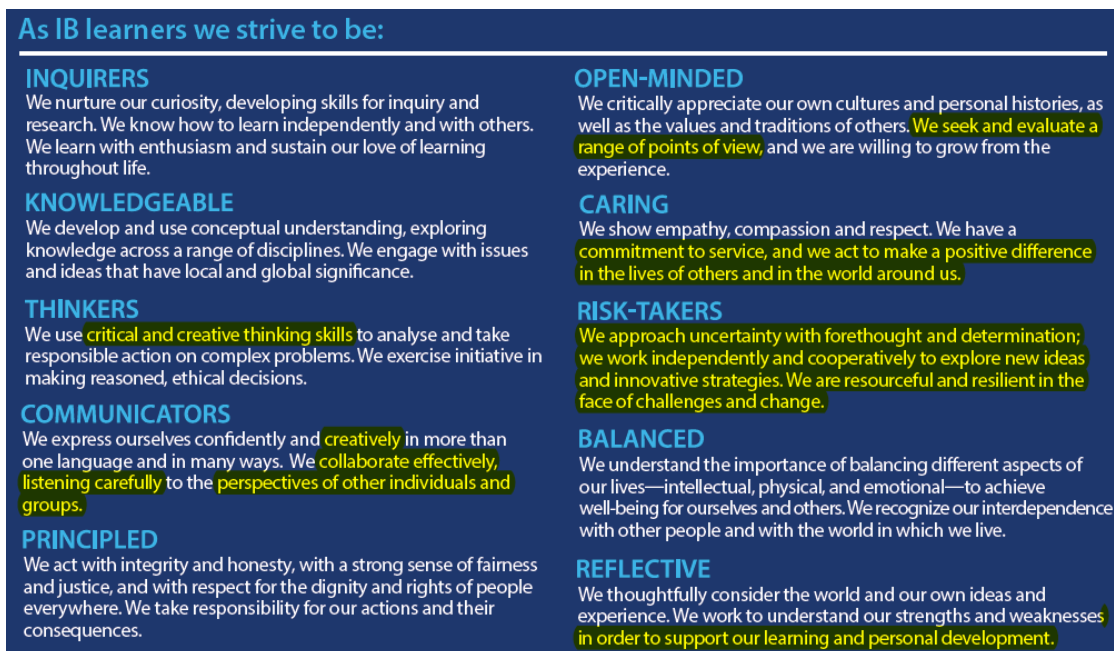 As IB learners we strive to be:
INQUIRERS
We nurture our curiosity, developing skills for inquiry and
research. We know how to learn independently and with others.
We learn with enthusiasm and sustain our love of learning
throughout life.
KNOWLEDGEABLE
We develop and use conceptual understanding, exploring
knowledge across a range of disciplines. We engage with issues
and ideas that have local and global significance.
THINKERS
We use critical and creative thinking skills to analyse and take
responsible action on complex problems. We exercise initiative in
making reasoned, ethical decisions.
COMMUNICATORS
We express ourselves confidently and creatively in more than
one language and in many ways. We collaborate effectively,
listening carefully to the perspectives of other individuals and
groups.
PRINCIPLED
We act with integrity and honesty, with a strong sense of fairness
and justice, and with respect for the dignity and rights of people
everywhere. We take responsibility for our actions and their
consequences.
OPEN-MINDED
We critically appreciate our own cultures and personal histories, as
well as the values and traditions of others. We seek and evaluate a
range of points of view, and we are willing to grow from the
experience.
CARING
We show empathy, compassion and respect. We have a
commitment to service, and we act to make a positive difference
in the lives of others and in the world around us.
RISK-TAKERS
We approach uncertainty with forethought and determination;
we work independently and cooperatively to explore new ideas
and innovative strategies. We are resourceful and resilient in the
face of challenges and change.
BALANCED
We understand the importance of balancing different aspects of
our lives—intellectual, physical, and emotional—to achieve
well-being for ourselves and others. We recognize our interdependence
with other people and with the world in which we live.
REFLECTIVE
We thoughtfully consider the world and our own ideas and
experience. We work to understand our strengths and weaknesses
in order to support our learning and personal development.